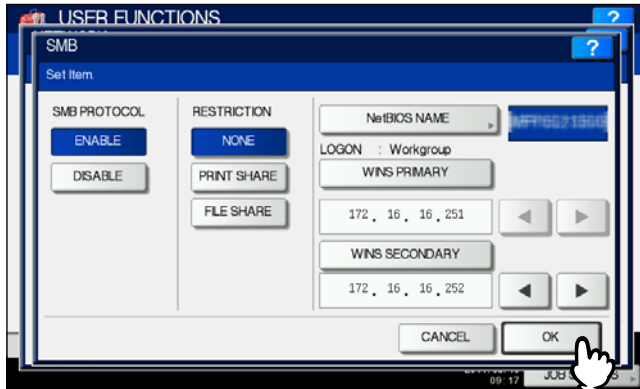 USER FUNCTIONS
?
SMB
?
Set Item.
SMB PROTOCOL
ENABLE
DISABLE
RESTRICTION
NONE
PRINT SHARE
FILE SHARE
NetBIOS NAME
LOGON : Workgroup
WINS PRIMARY
172. 16. 16.251
WINS SECONDARY
172. 16. 16.252
CANCEL
OK
09:17
JOB S